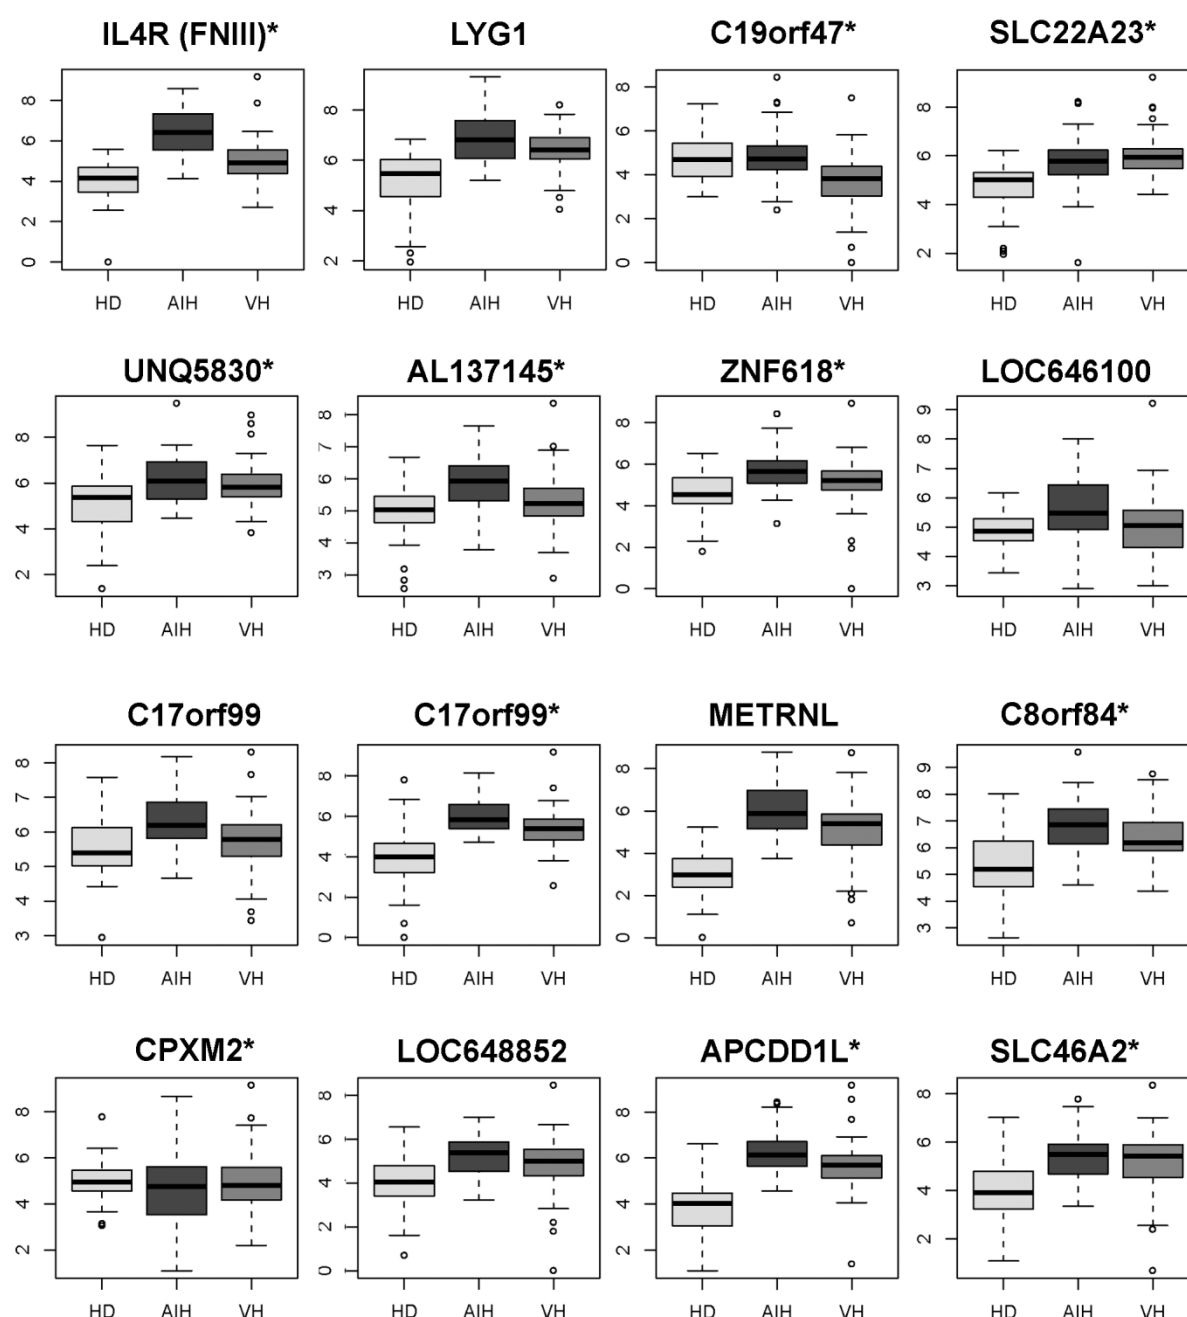 IL4R (FNIII)* LYG1 C19orf47* SLC22A23*
8 6 4 2 0 8 6 4 2 8 6 4 2 0 8 6 4 2
HD AIH VH HD AIH VH HD AIH VH HD AIH VH
UNQ5830* AL137145* ZNF618* LOC646100
8 6 4 2 8 7 6 5 4 3 8 6 4 2 0 9 8 7 6 5 4 3
HD AIH VH HD AIH VH HD AIH VH HD AIH VH
C17orf99 C17orf99* METRNL C8orf84*
8 7 6 5 4 3 8 6 4 2 0 8 6 4 2 0 9 8 7 6 5 4 3
HD AIH VH HD AIH VH HD AIH VH HD AIH VH
CPXM2* LOC648852 APCDD1L* SLC46A2*
8 6 4 2 8 6 4 2 0 8 6 4 2 8 6 4 2
HD AIH VH HD AIH VH HD AIH VH HD AIH VH